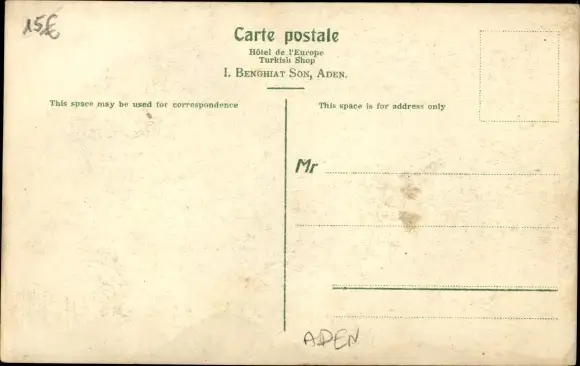 15£
Carte postale
Hôtel de l'Europe
Turkish Shop
I. Benghiat Son, Aden.
This space may be used for correspondence
This space is for address only
Mr
ADEN